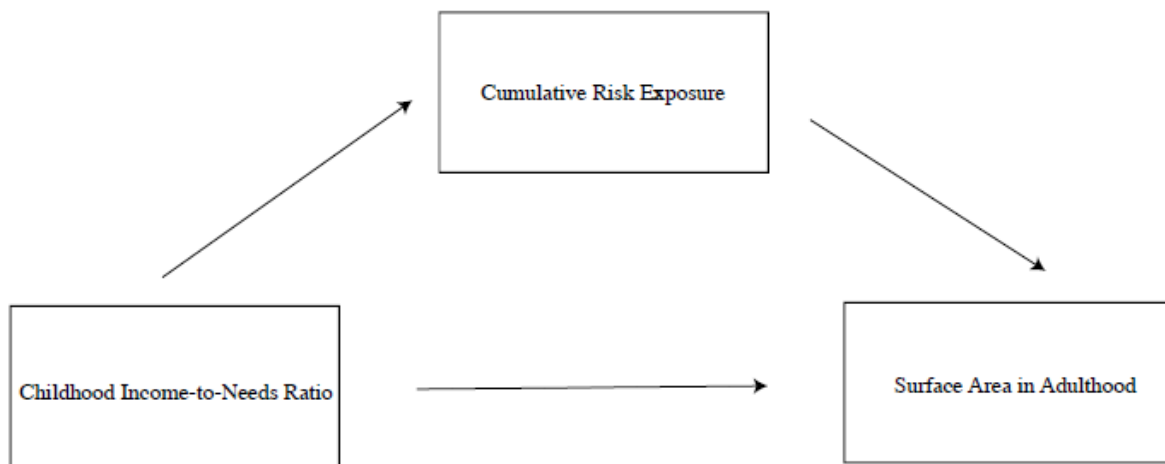 Cumulative Risk Exposure
Childhood Income-to-Needs Ratio
Surface Area in Adulthood